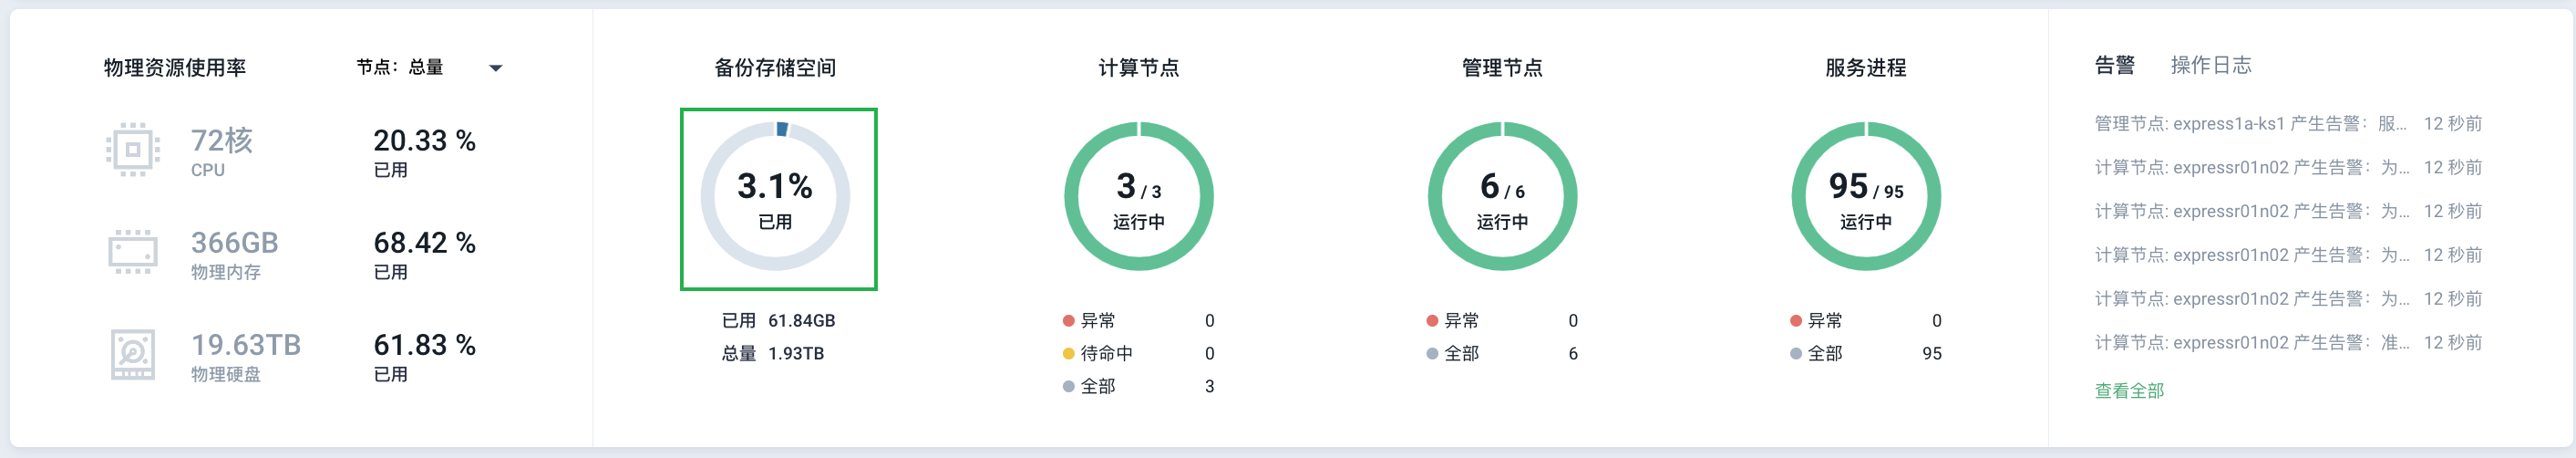 物理资源使用率
节点：总量
72核
CPU
20.33 %
已用
366GB
物理内存
68.42 %
已用
19.63TB
物理硬盘
61.83 %
已用
备份存储空间
3.1%
已用
已用 61.84GB
总量 1.93TB
计算节点
3 / 3
运行中
异常 0
待命中 0
全部 3
管理节点
6 / 6
运行中
异常 0
全部 6
服务进程
95 / 95
运行中
异常 0
全部 95
告警 操作日志
管理节点: express1a-ks1 产生告警：服... 12 秒前
计算节点: expressr01n02 产生告警：为... 12 秒前
计算节点: expressr01n02 产生告警：为... 12 秒前
计算节点: expressr01n02 产生告警：为... 12 秒前
计算节点: expressr01n02 产生告警：为... 12 秒前
计算节点: expressr01n02 产生告警：准... 12 秒前
查看全部